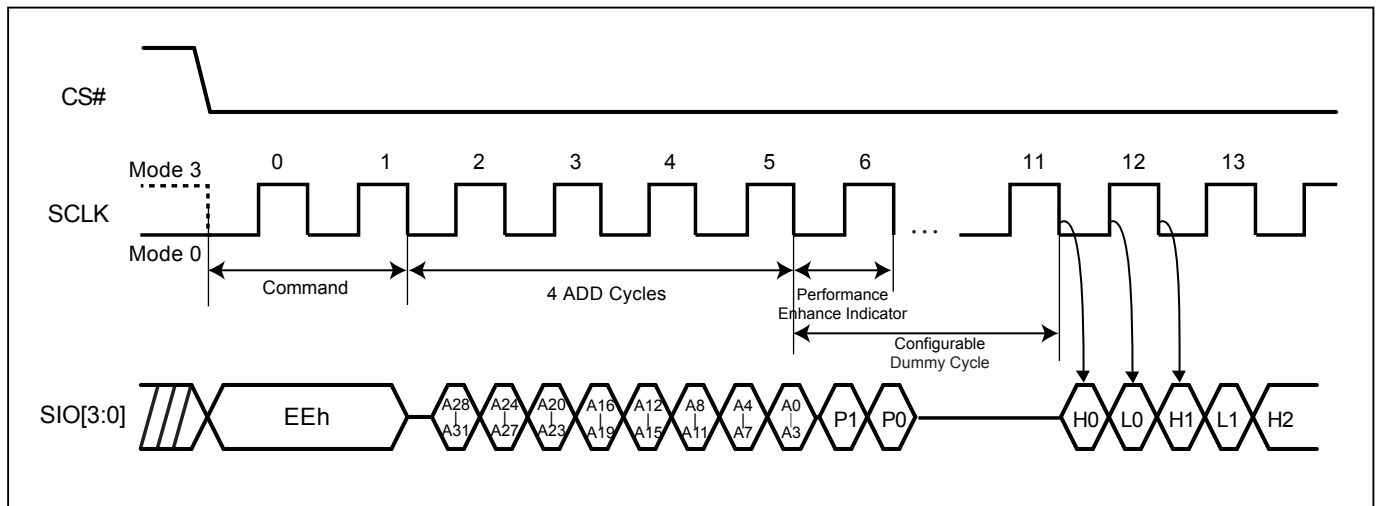 CS#
Mode 3
0 1 2 3 4 5 6 11 12 13
SCLK
...
Mode 0
Command
4 ADD Cycles
Performance
Enhance Indicator
Configurable
Dummy Cycle
SIO[3:0]
EEh
A28
|
A31
A24
|
A27
A20
|
A23
A16
|
A19
A12
|
A15
A8
|
A11
A4
|
A7
A0
|
A3
P1
P0
H0
L0
H1
L1
H2